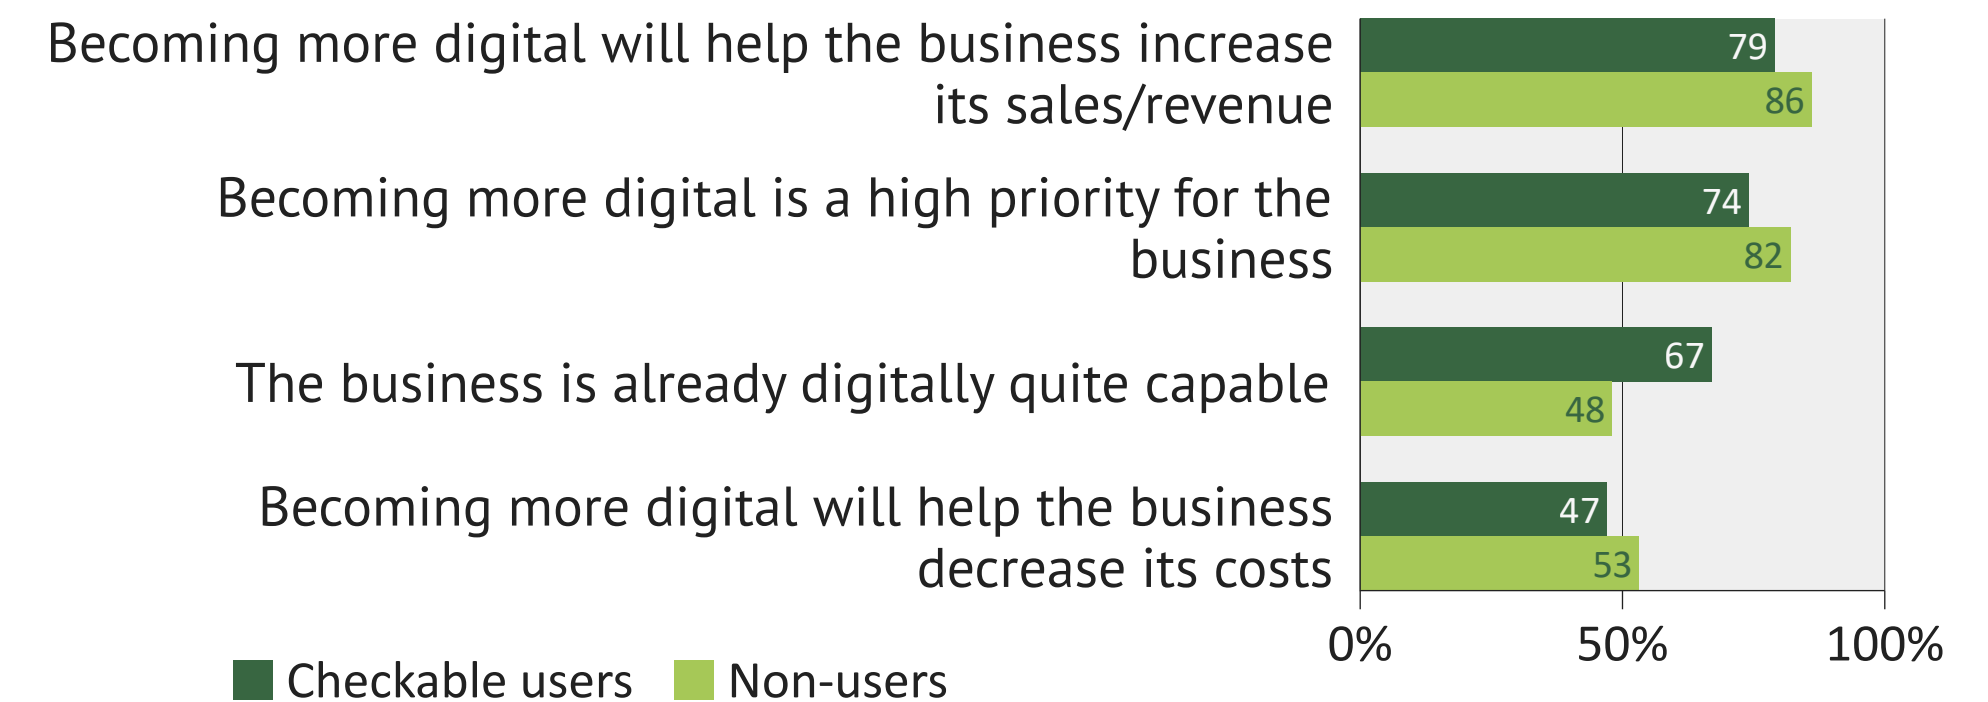 Becoming more digital will help the business increase
its sales/revenue
79
86
Becoming more digital is a high priority for the
business
74
82
The business is already digitally quite capable
67
48
Becoming more digital will help the business
decrease its costs
47
53
0% 50% 100%
Checkable users Non-users